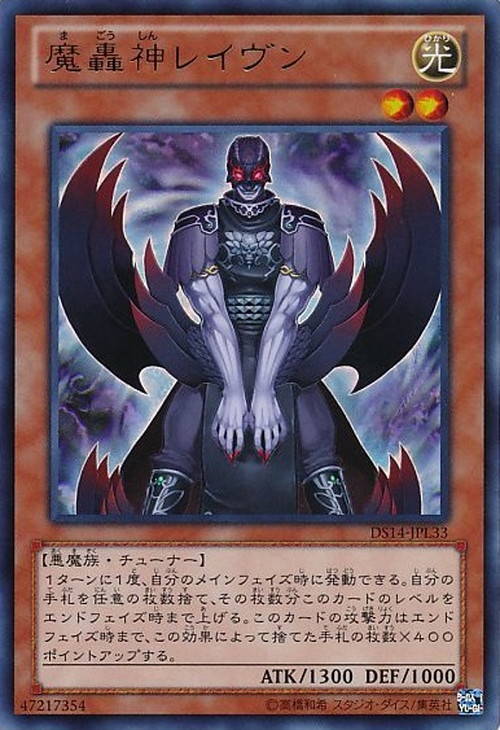 魔轟神レイヴン
光
DS14-JPL33
【悪魔族・チューナー】
1ターンに1度、自分のメインフェイズ時に発動できる。自分の
手札を任意の枚数捨て、その枚数分このカードのレベルを
エンドフェイズ時まで上げる。このカードの攻撃力はエンド
フェイズ時まで、この効果によって捨てた手札の枚数×400
ポイントアップする。
ATK/1300 DEF/1000
47217354
©高橋和希 スタジオ・ダイス/集英社